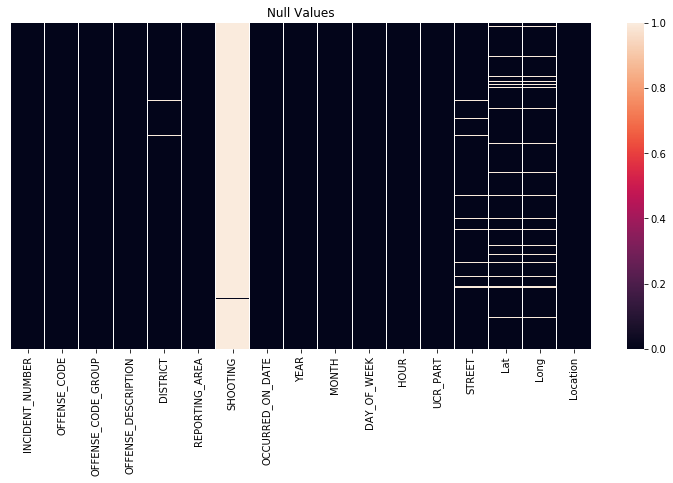 Null Values
1.0
0.8
0.6
0.4
0.2
0.0
INCIDENT_NUMBER
OFFENSE_CODE
OFFENSE_CODE_GROUP
OFFENSE_DESCRIPTION
DISTRICT
REPORTING_AREA
SHOOTING
OCCURRED_ON_DATE
YEAR
MONTH
DAY_OF_WEEK
HOUR
UCR_PART
STREET
Lat
Long
Location